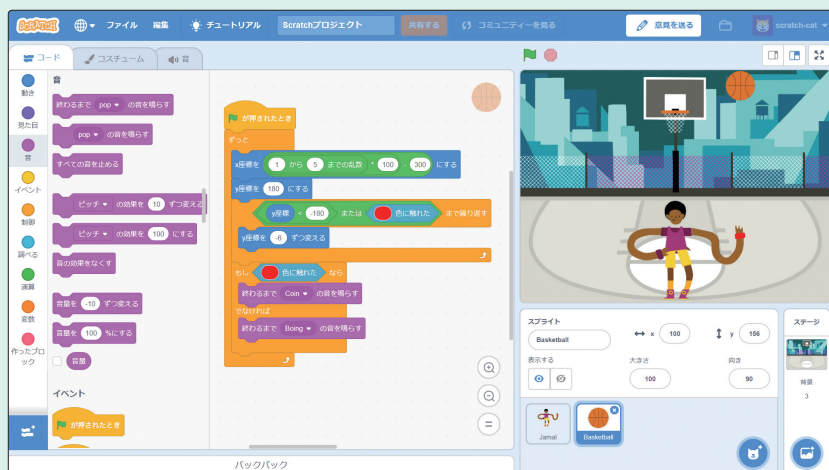 SCRATCH ファイル 編集 チュートリアル Scratchプロジェクト 共有する コミュニティーを見る 意見を送る scratch-cat
コード コスチューム 音
動き
見た目
音
イベント
制御
調べる
演算
変数
作ったブロック
音
終わるまで pop の音を鳴らす
pop の音を鳴らす
すべての音を止める
ピッチ の効果を 10 ずつ変える
ピッチ の効果を 100 にする
音の効果をなくす
音量を -10 ずつ変える
音量を 100 %にする
音量
イベント
が押されたとき
が押されたとき
ずっと
x座標を 1 から 5 までの乱数 * 100 - 300 にする
y座標を 180 にする
y座標 < -180 または 色に触れた まで繰り返す
y座標を -6 ずつ変える
もし 色に触れた なら
終わるまで Coin の音を鳴らす
でなければ
終わるまで Boing の音を鳴らす
バックパック
スプライト
Basketball x 100 y 156
表示する 大きさ 向き
100 90
Jamal Basketball
ステージ
背景
3